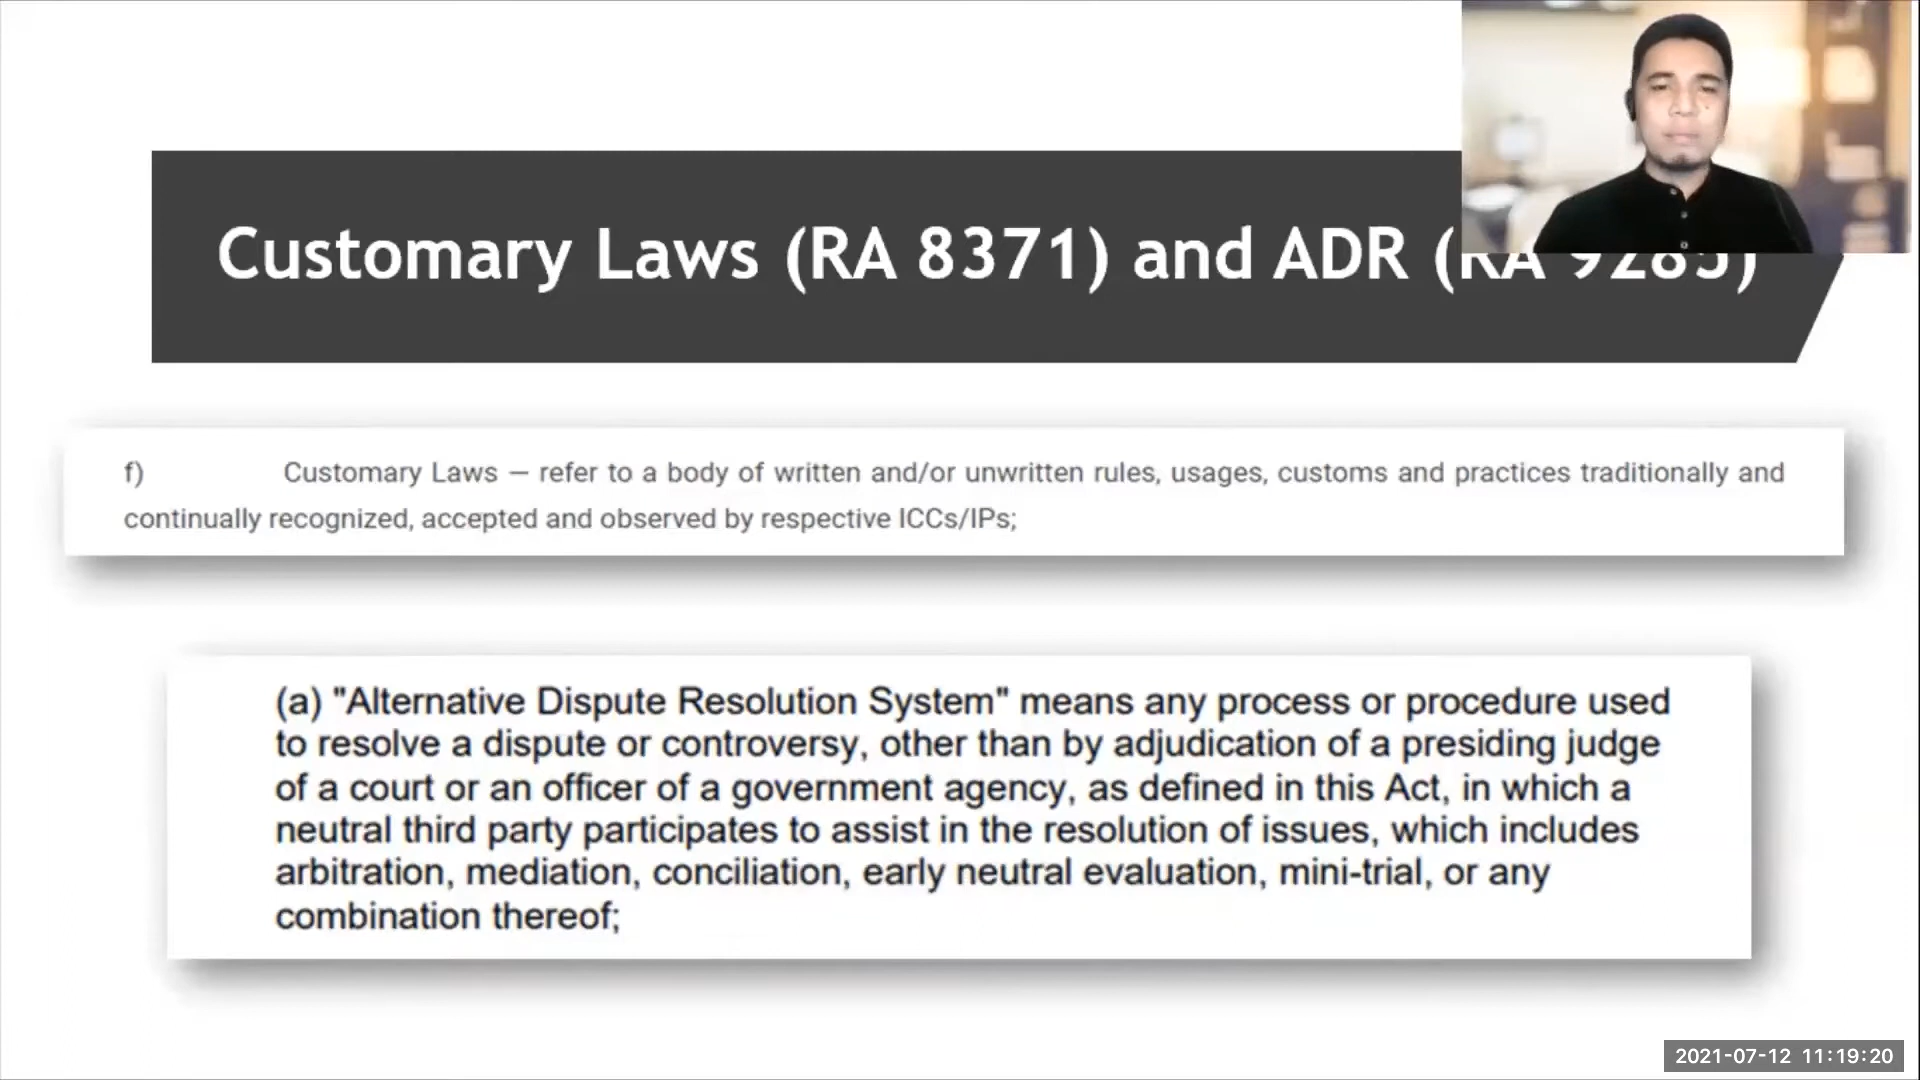 Customary Laws (RA 8371) and ADR (RA 9285)
f) Customary Laws — refer to a body of written and/or unwritten rules, usages, customs and practices traditionally and
continually recognized, accepted and observed by respective ICCs/IPs;
(a) "Alternative Dispute Resolution System" means any process or procedure used
to resolve a dispute or controversy, other than by adjudication of a presiding judge
of a court or an officer of a government agency, as defined in this Act, in which a
neutral third party participates to assist in the resolution of issues, which includes
arbitration, mediation, conciliation, early neutral evaluation, mini-trial, or any
combination thereof;
2021-07-12 11:19:20